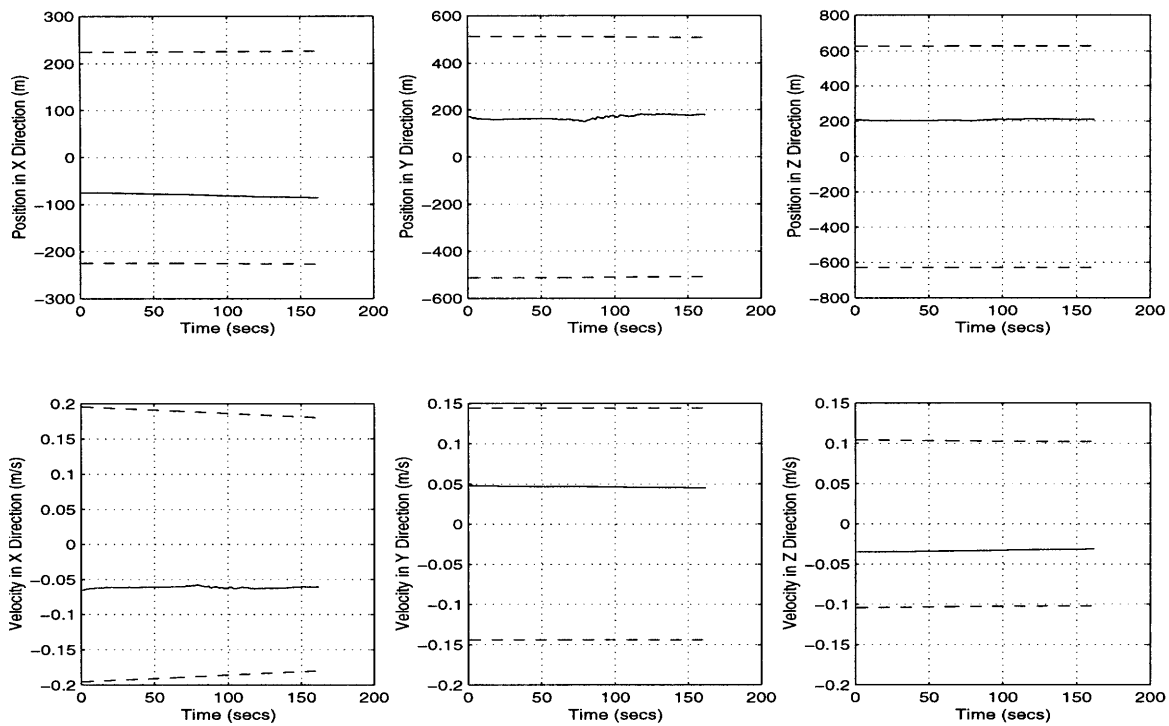 Position in X Direction (m)
300
200
100
0
−100
−200
−300
0 50 100 150 200
Time (secs)
Position in Y Direction (m)
600
400
200
0
−200
−400
−600
0 50 100 150 200
Time (secs)
Position in Z Direction (m)
800
600
400
200
0
−200
−400
−600
−800
0 50 100 150 200
Time (secs)
Velocity in X Direction (m/s)
0.2
0.15
0.1
0.05
0
−0.05
−0.1
−0.15
−0.2
0 50 100 150 200
Time (secs)
Velocity in Y Direction (m/s)
0.15
0.1
0.05
0
−0.05
−0.1
−0.15
−0.2
0 50 100 150 200
Time (secs)
Velocity in Z Direction (m/s)
0.15
0.1
0.05
0
−0.05
−0.1
−0.15
−0.2
0 50 100 150 200
Time (secs)